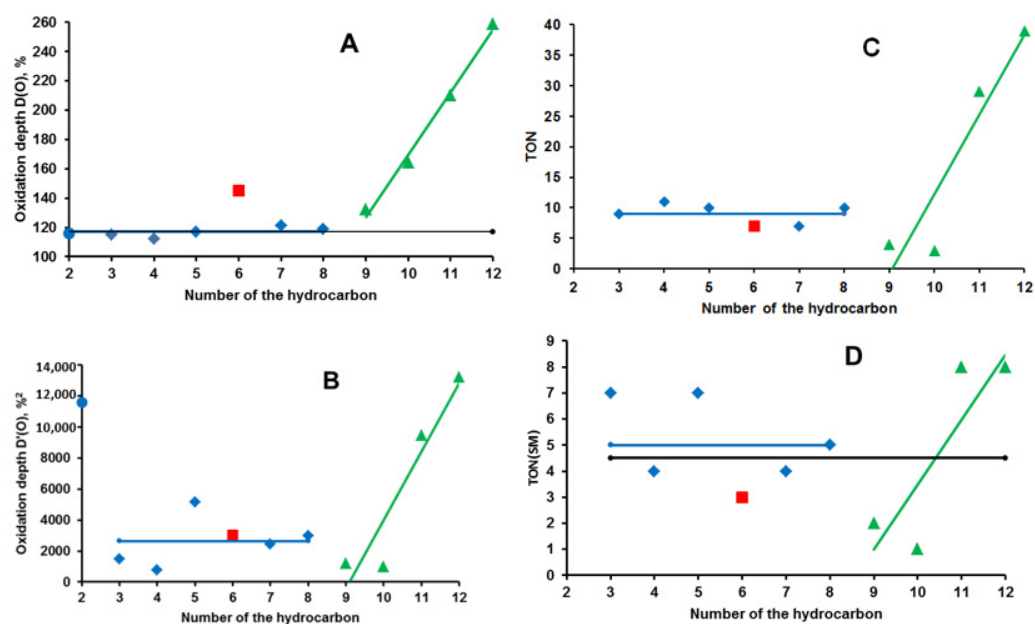 A
Oxidation depth D(O), %
260
240
220
200
180
160
140
120
100
2 3 4 5 6 7 8 9 10 11 12
Number of the hydrocarbon
C
TON
40
35
30
25
20
15
10
5
0
2 3 4 5 6 7 8 9 10 11 12
Number of the hydrocarbon
B
Oxidation depth D'(O), %²
14,000
12,000
10,000
8000
6000
4000
2000
0
2 3 4 5 6 7 8 9 10 11 12
Number of the hydrocarbon
D
TON(SM)
9
8
7
6
5
4
3
2
1
0
2 3 4 5 6 7 8 9 10 11 12
Number of the hydrocarbon